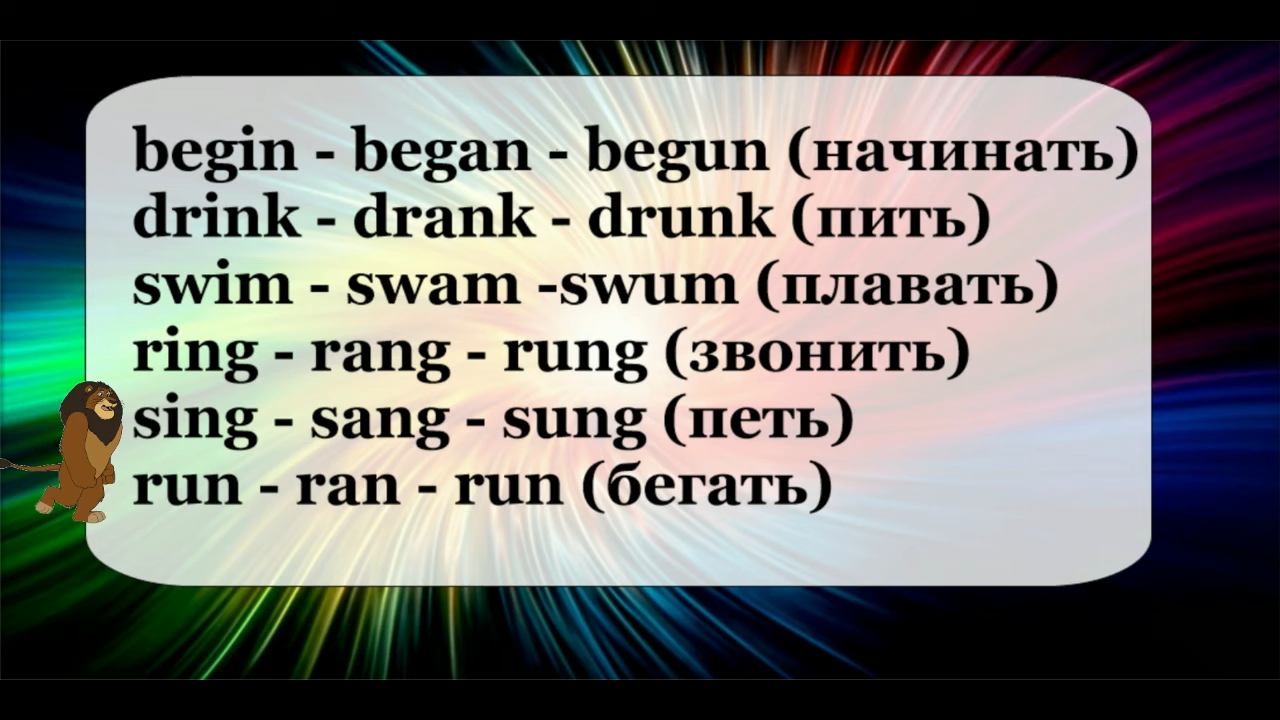 begin - began - begun (начинать)
drink - drank - drunk (пить)
swim - swam -swum (плавать)
ring - rang - rung (звонить)
sing - sang - sung (петь)
run - ran - run (бегать)